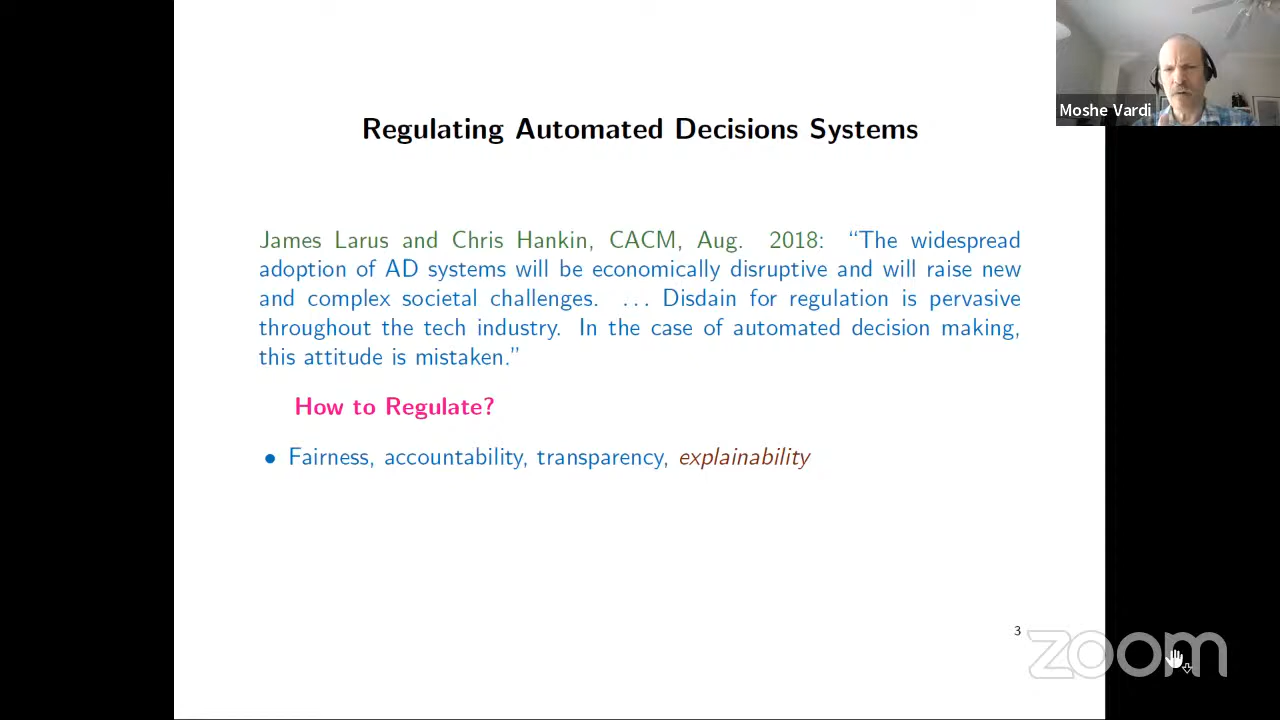 Moshe Vardi
Regulating Automated Decisions Systems
James Larus and Chris Hankin, CACM, Aug. 2018: “The widespread
adoption of AD systems will be economically disruptive and will raise new
and complex societal challenges. ... Disdain for regulation is pervasive
throughout the tech industry. In the case of automated decision making,
this attitude is mistaken.”
How to Regulate?
• Fairness, accountability, transparency, explainability
3
zoom